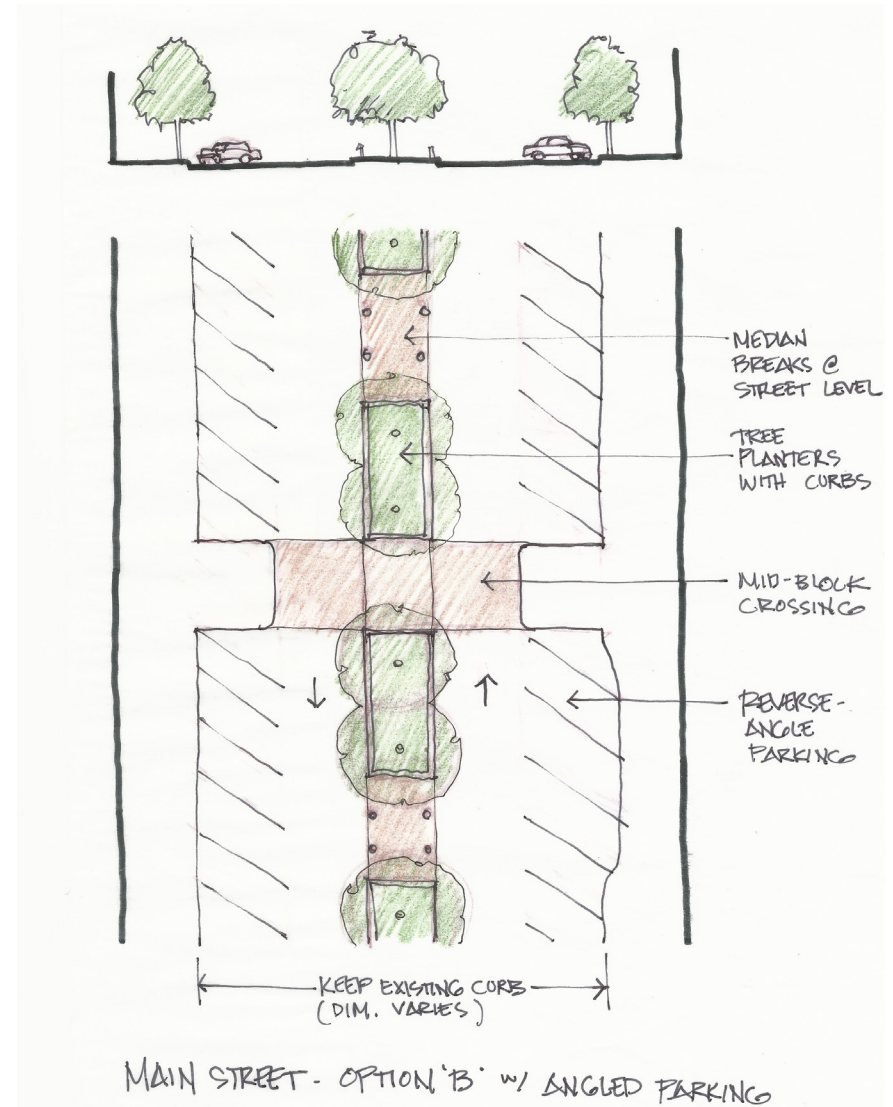 MEDIAN
BREAKS @
STREET LEVEL
TREE
PLANTERS
WITH CURBS
MID-BLOCK
CROSSING
REVERSE-
ANGLE
PARKING
KEEP EXISTING CURB
(DIM. VARIES)
MAIN STREET - OPTION 'B' w/ ANGLED PARKING